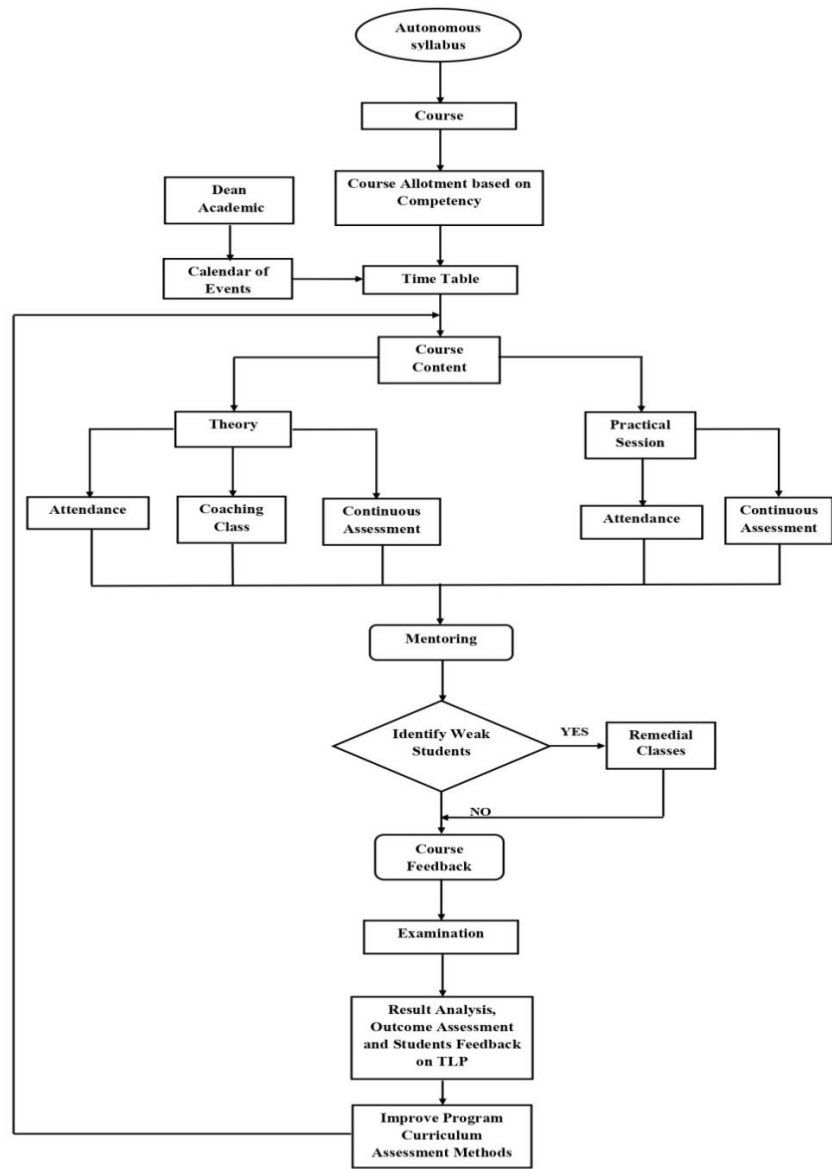 Autonomous
syllabus
Course
Course Allotment based on
Competency
Dean
Academic
Calendar of
Events
Time Table
Course
Content
Theory
Practical
Session
Attendance
Coaching
Class
Continuous
Assessment
Attendance
Continuous
Assessment
Mentoring
Identify Weak
Students
YES
Remedial
Classes
NO
Course
Feedback
Examination
Result Analysis,
Outcome Assessment
and Students Feedback
on TLP
Improve Program
Curriculum
Assessment Methods